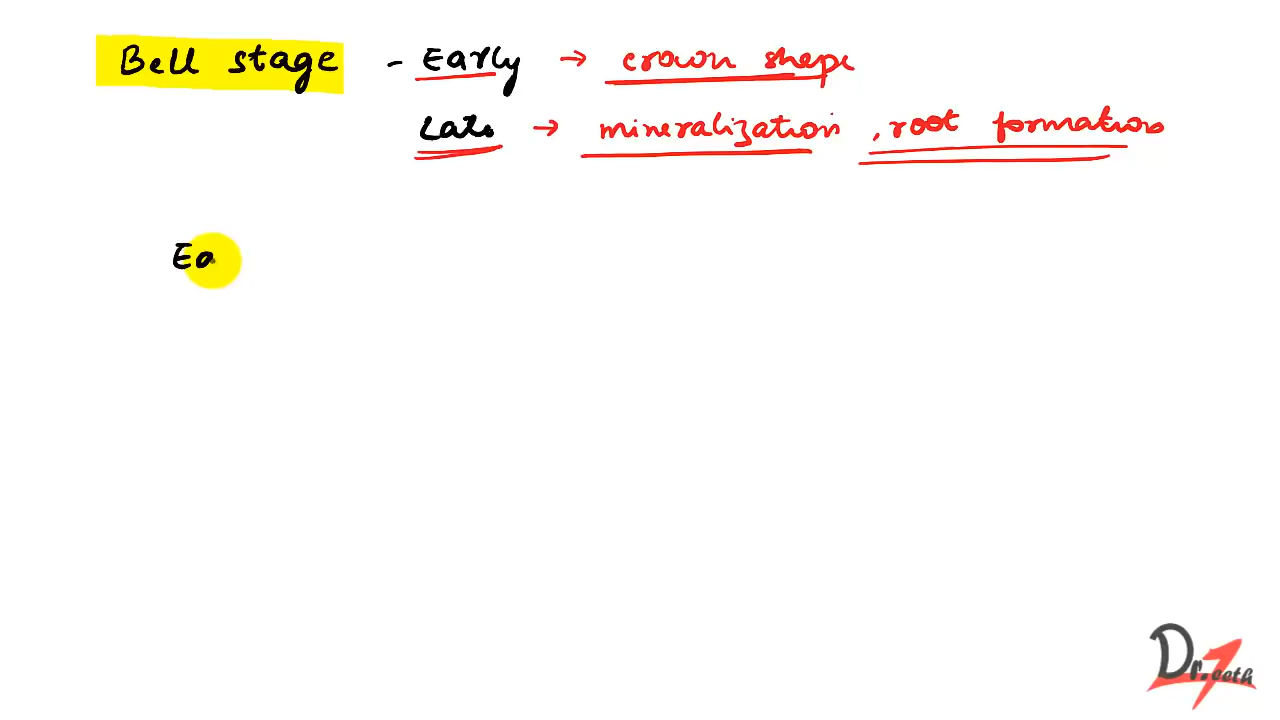 Bell stage - Early → crown shape
Late → mineralization , root formation
Ea
Dr. teeth